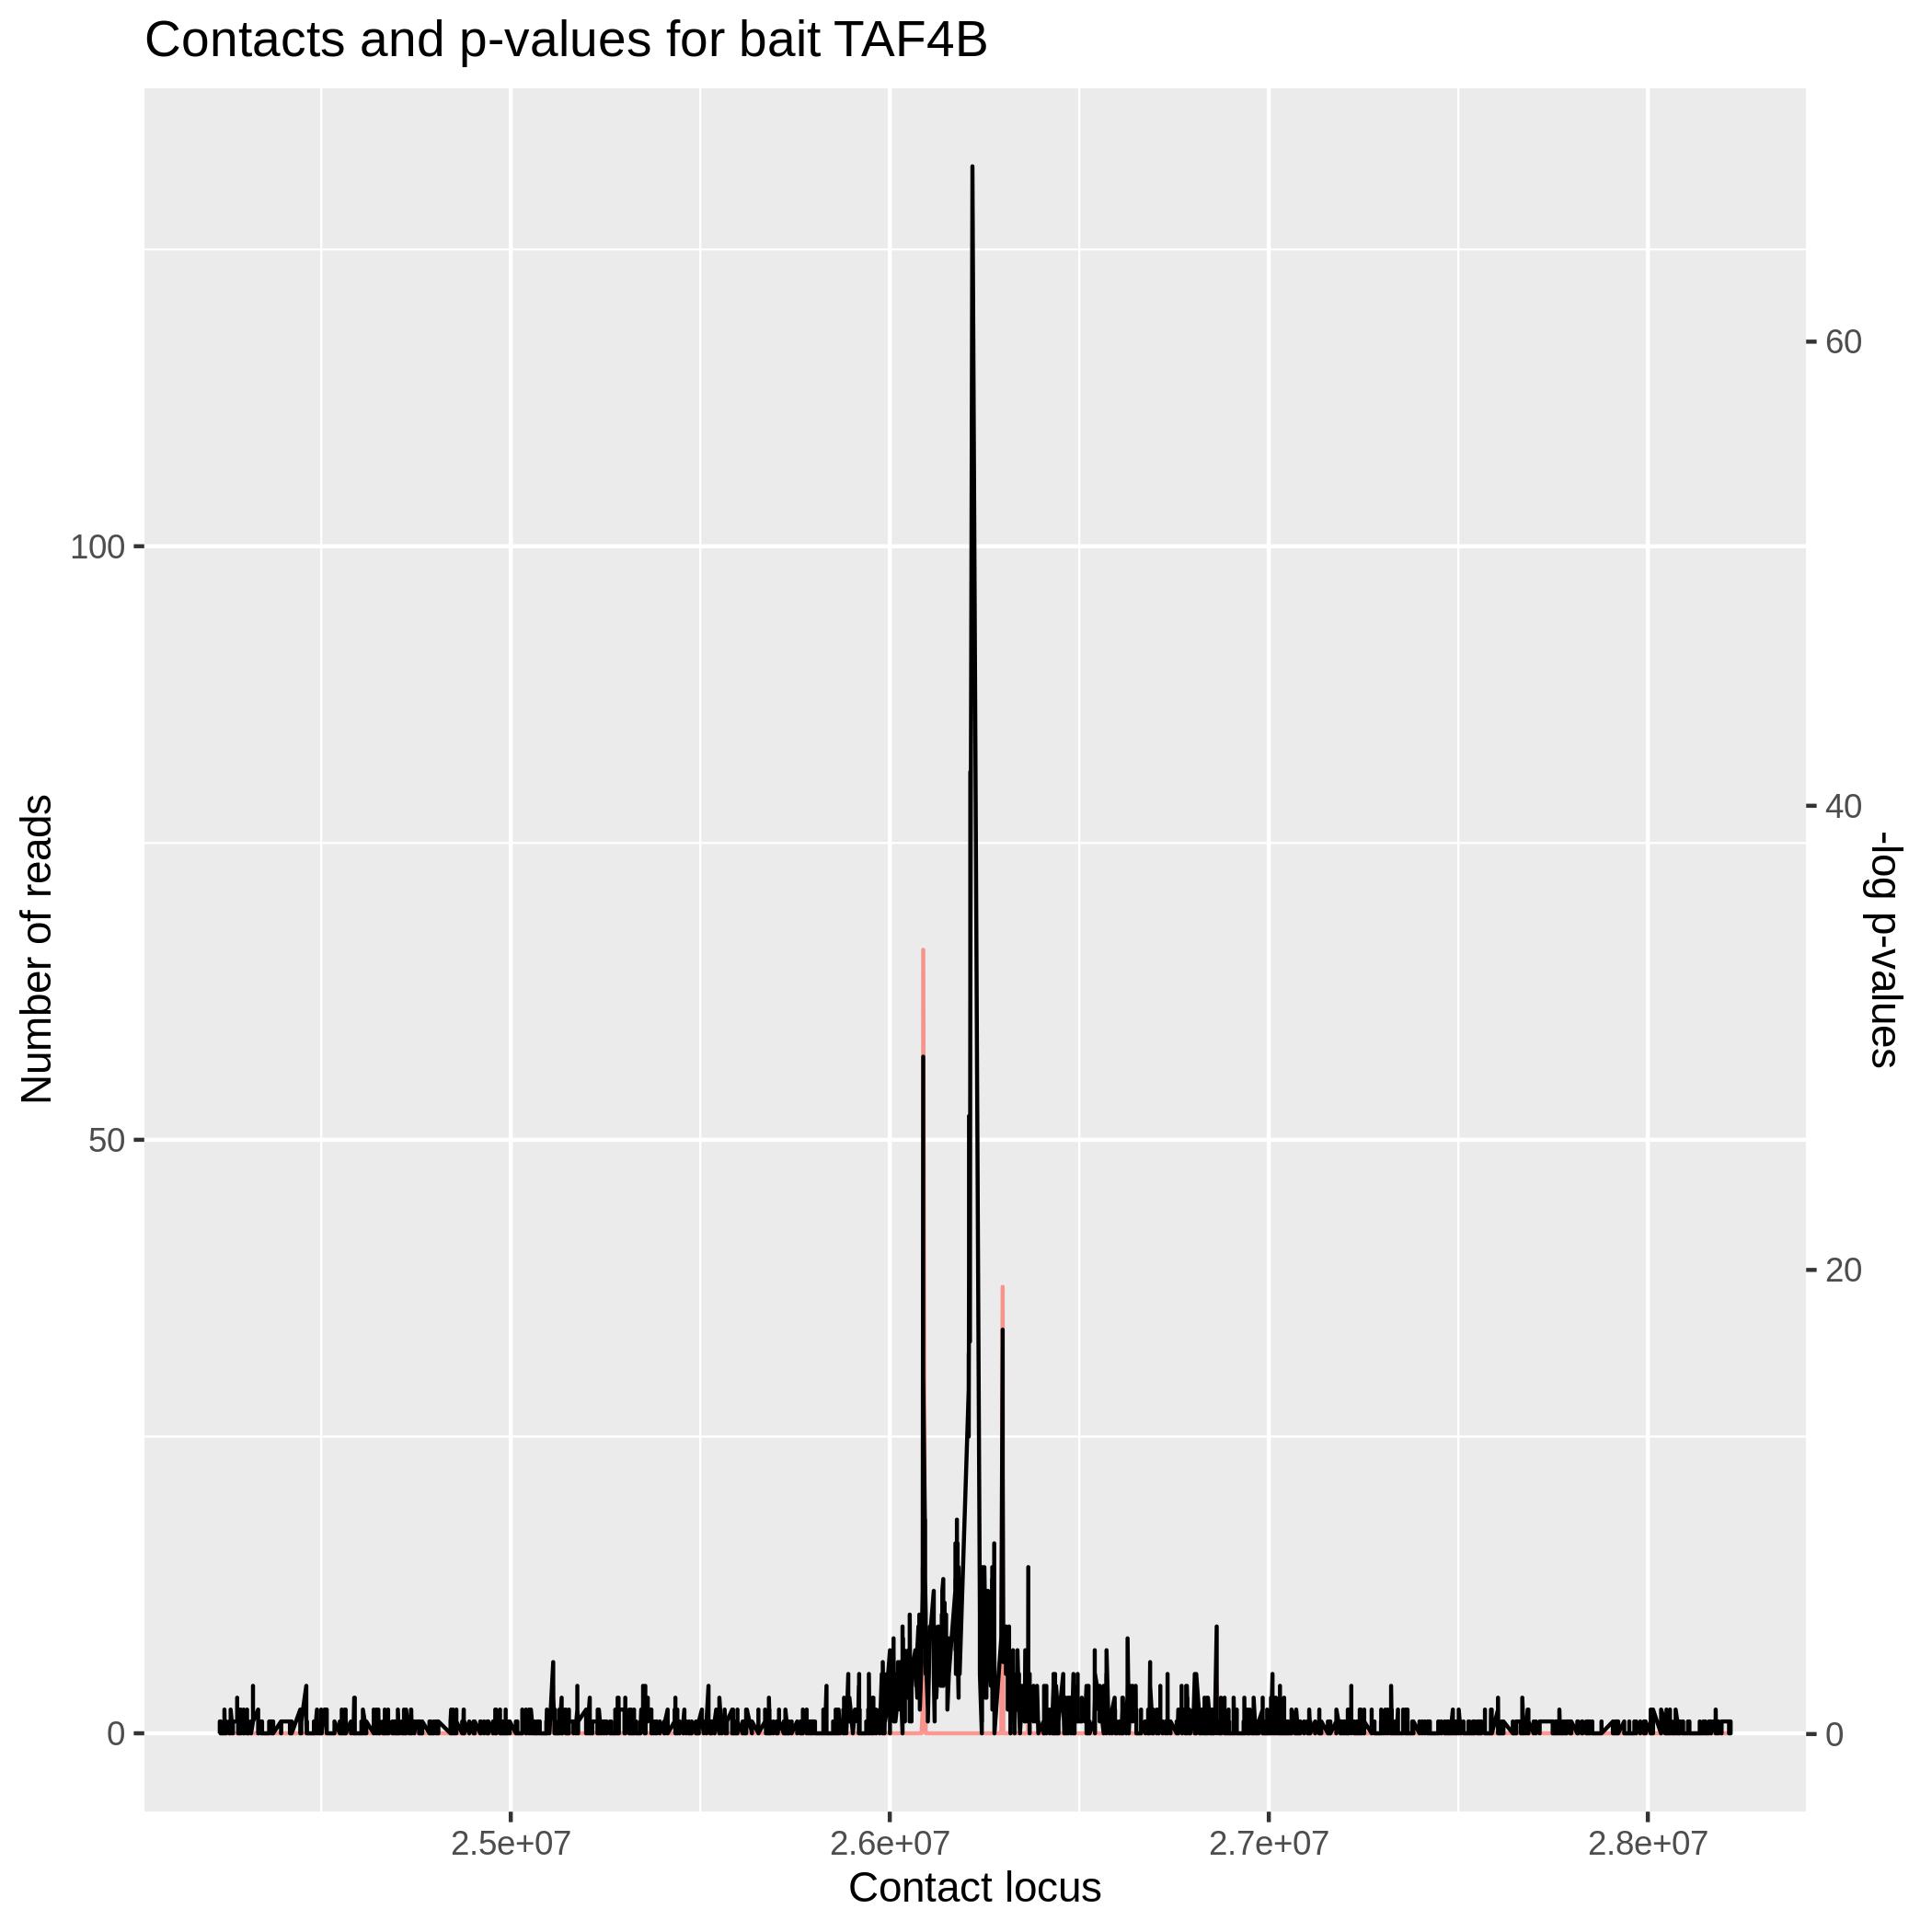 Contacts and p-values for bait TAF4B
Number of reads
100
50
0
60
40
20
0
-log p-values
2.5e+07
2.6e+07
2.7e+07
2.8e+07
Contact locus